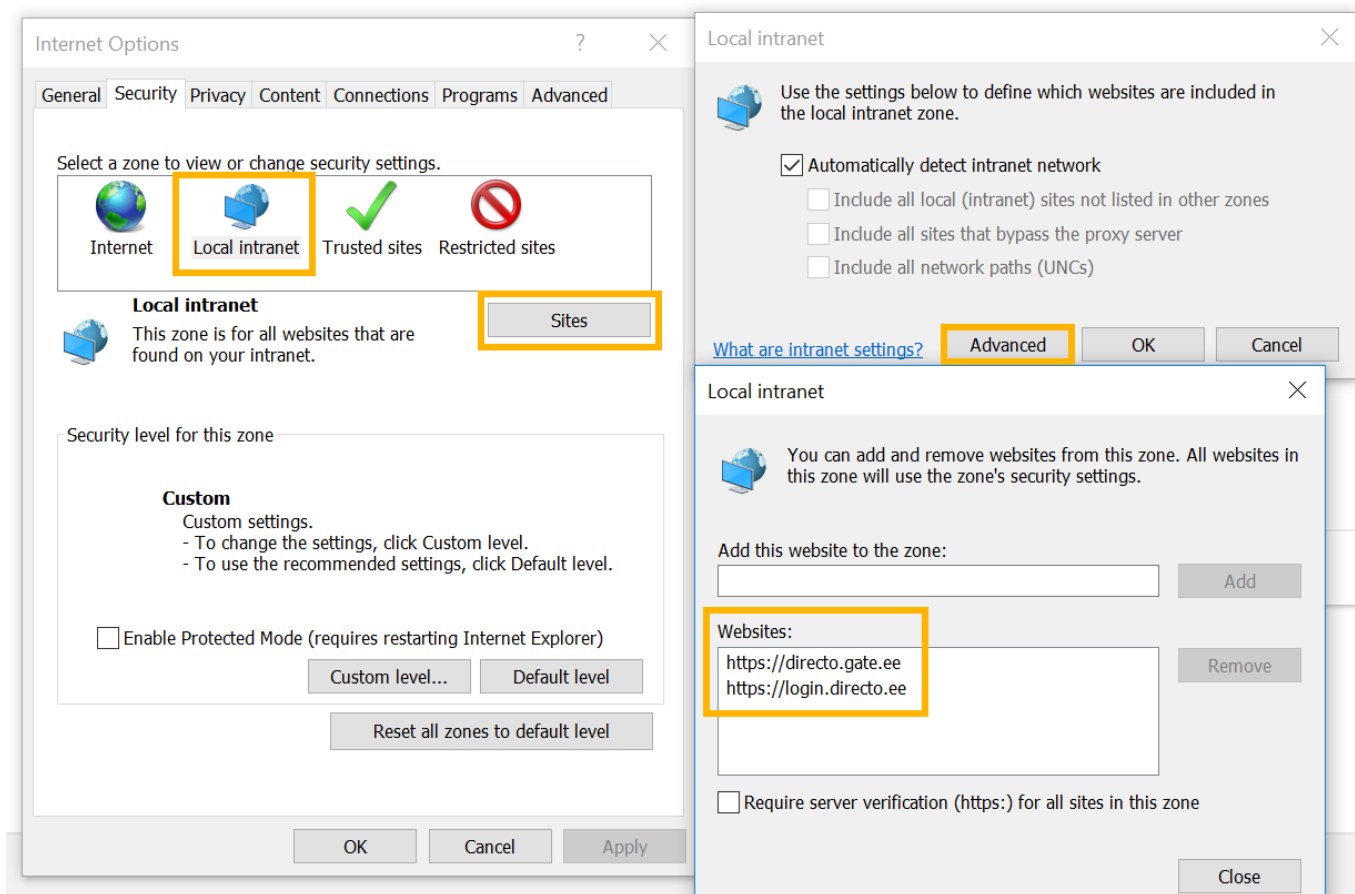 Internet Options
General Security Privacy Content Connections Programs Advanced
Select a zone to view or change security settings.
Internet Local intranet Trusted sites Restricted sites
Local intranet
This zone is for all websites that are
found on your intranet.
Sites
Security level for this zone
Custom
Custom settings.
- To change the settings, click Custom level.
- To use the recommended settings, click Default level.
Enable Protected Mode (requires restarting Internet Explorer)
Custom level... Default level
Reset all zones to default level
OK Cancel Apply
Local intranet
Use the settings below to define which websites are included in
the local intranet zone.
Automatically detect intranet network
Include all local (intranet) sites not listed in other zones
Include all sites that bypass the proxy server
Include all network paths (UNCs)
What are intranet settings? Advanced OK Cancel
Local intranet
You can add and remove websites from this zone. All websites in
this zone will use the zone's security settings.
Add this website to the zone:
Add
Websites:
https://directo.gate.ee
https://login.directo.ee
Remove
Require server verification (https:) for all sites in this zone
Close